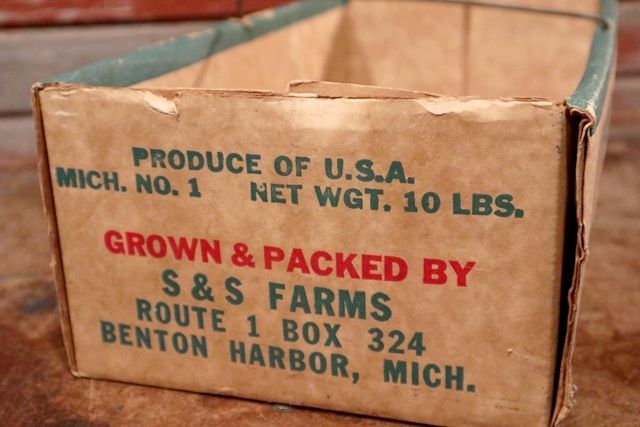 PRODUCE OF U.S.A.
MICH. NO. 1 NET WGT. 10 LBS.
GROWN & PACKED BY
S & S FARMS
ROUTE 1 BOX 324
BENTON HARBOR, MICH.